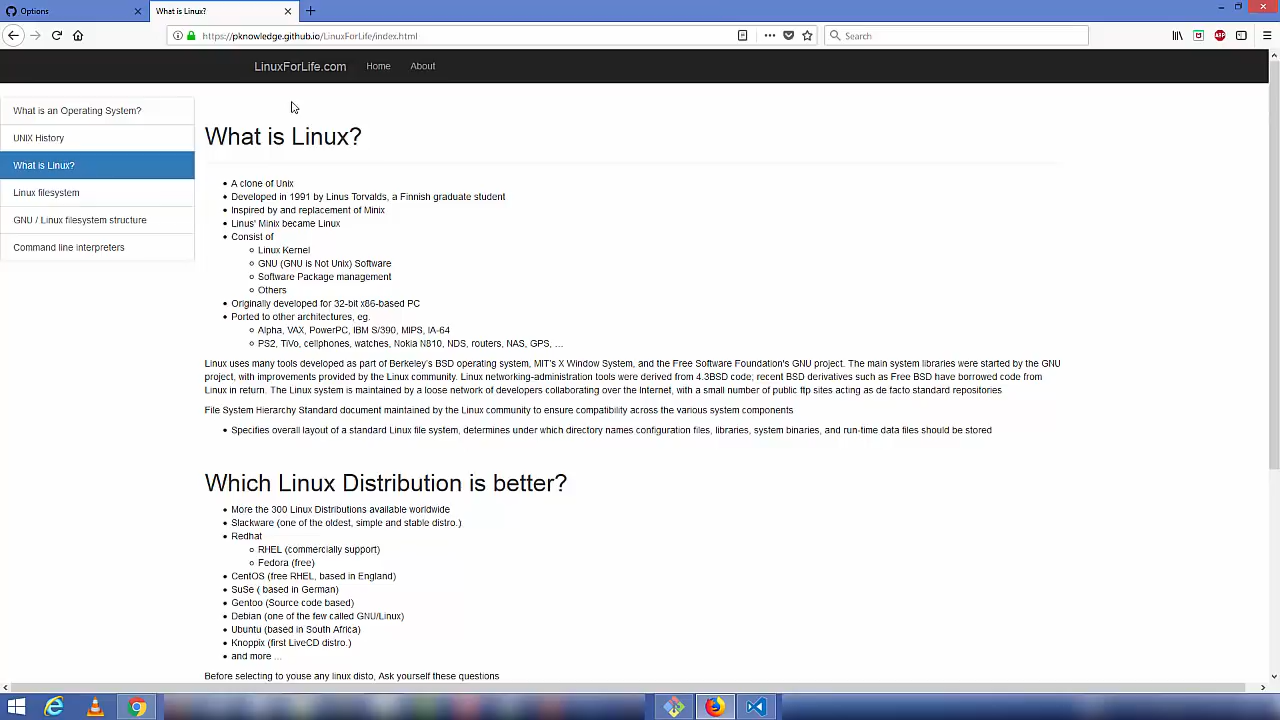 Options
What is Linux?
https://pknowledge.github.io/LinuxForLife/index.html
Search
LinuxForLife.com Home About
What is an Operating System?
UNIX History
What is Linux?
Linux filesystem
GNU / Linux filesystem structure
Command line interpreters
What is Linux?
A clone of Unix
Developed in 1991 by Linus Torvalds, a Finnish graduate student
Inspired by and replacement of Minix
Linus' Minix became Linux
Consist of
Linux Kernel
GNU (GNU is Not Unix) Software
Software Package management
Others
Originally developed for 32-bit x86-based PC
Ported to other architectures, eg.
Alpha, VAX, PowerPC, IBM S/390, MIPS, IA-64
PS2, TiVo, cellphones, watches, Nokia N810, NDS, routers, NAS, GPS, ...
Linux uses many tools developed as part of Berkeley's BSD operating system, MIT's X Window System, and the Free Software Foundation's GNU project. The main system libraries were started by the GNU
project, with improvements provided by the Linux community. Linux networking-administration tools were derived from 4.3BSD code; recent BSD derivatives such as Free BSD have borrowed code from
Linux in return. The Linux system is maintained by a loose network of developers collaborating over the Internet, with a small number of public ftp sites acting as de facto standard repositories
File System Hierarchy Standard document maintained by the Linux community to ensure compatibility across the various system components
Specifies overall layout of a standard Linux file system, determines under which directory names configuration files, libraries, system binaries, and run-time data files should be stored
Which Linux Distribution is better?
More the 300 Linux Distributions available worldwide
Slackware (one of the oldest, simple and stable distro.)
Redhat
RHEL (commercially support)
Fedora (free)
CentOS (free RHEL, based in England)
SuSe ( based in German)
Gentoo (Source code based)
Debian (one of the few called GNU/Linux)
Ubuntu (based in South Africa)
Knoppix (first LiveCD distro.)
and more ...
Before selecting to youse any linux disto, Ask yourself these questions